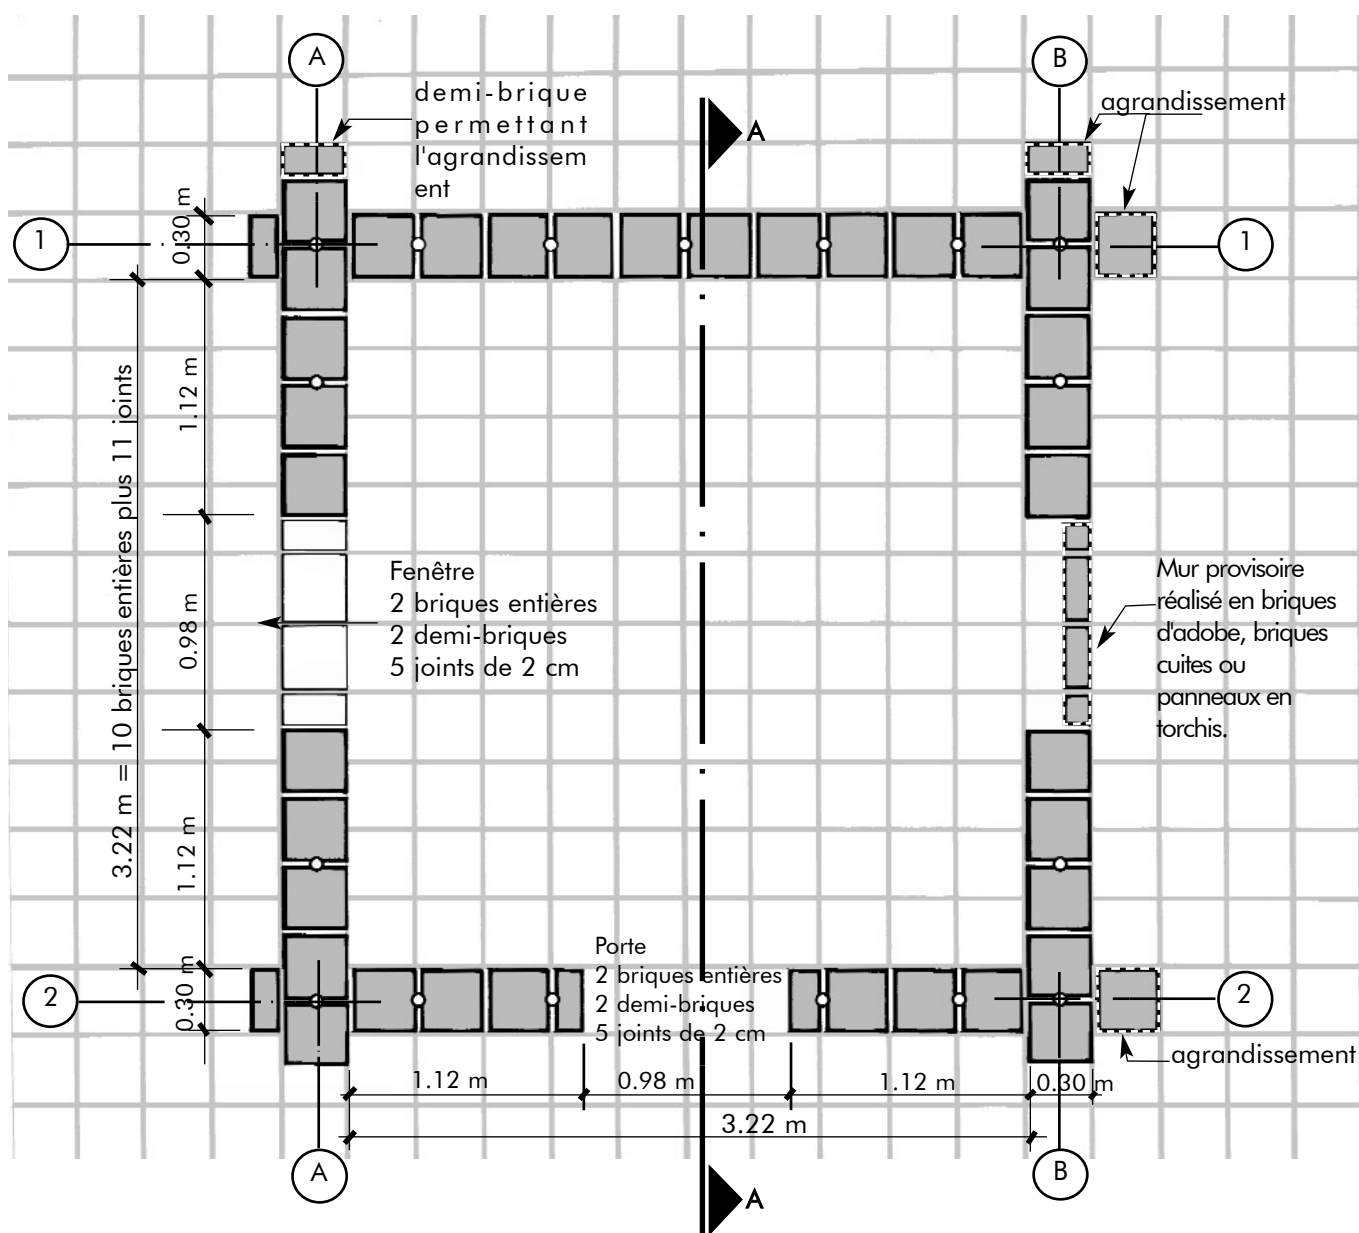 A
B
demi-brique
permettant
l'agrandissem
ent
agrandissement
A
1
0.30 m
1
3.22 m = 10 briques entières plus 11 joints
1.12 m
0.98 m
1.12 m
0.30 m
Fenêtre
2 briques entières
2 demi-briques
5 joints de 2 cm
Mur provisoire
réalisé en briques
d'adobe, briques
cuites ou
panneaux en
torchis.
Porte
2 briques entières
2 demi-briques
5 joints de 2 cm
2
2
agrandissement
1.12 m
0.98 m
1.12 m
0.30 m
3.22 m
A
B
A